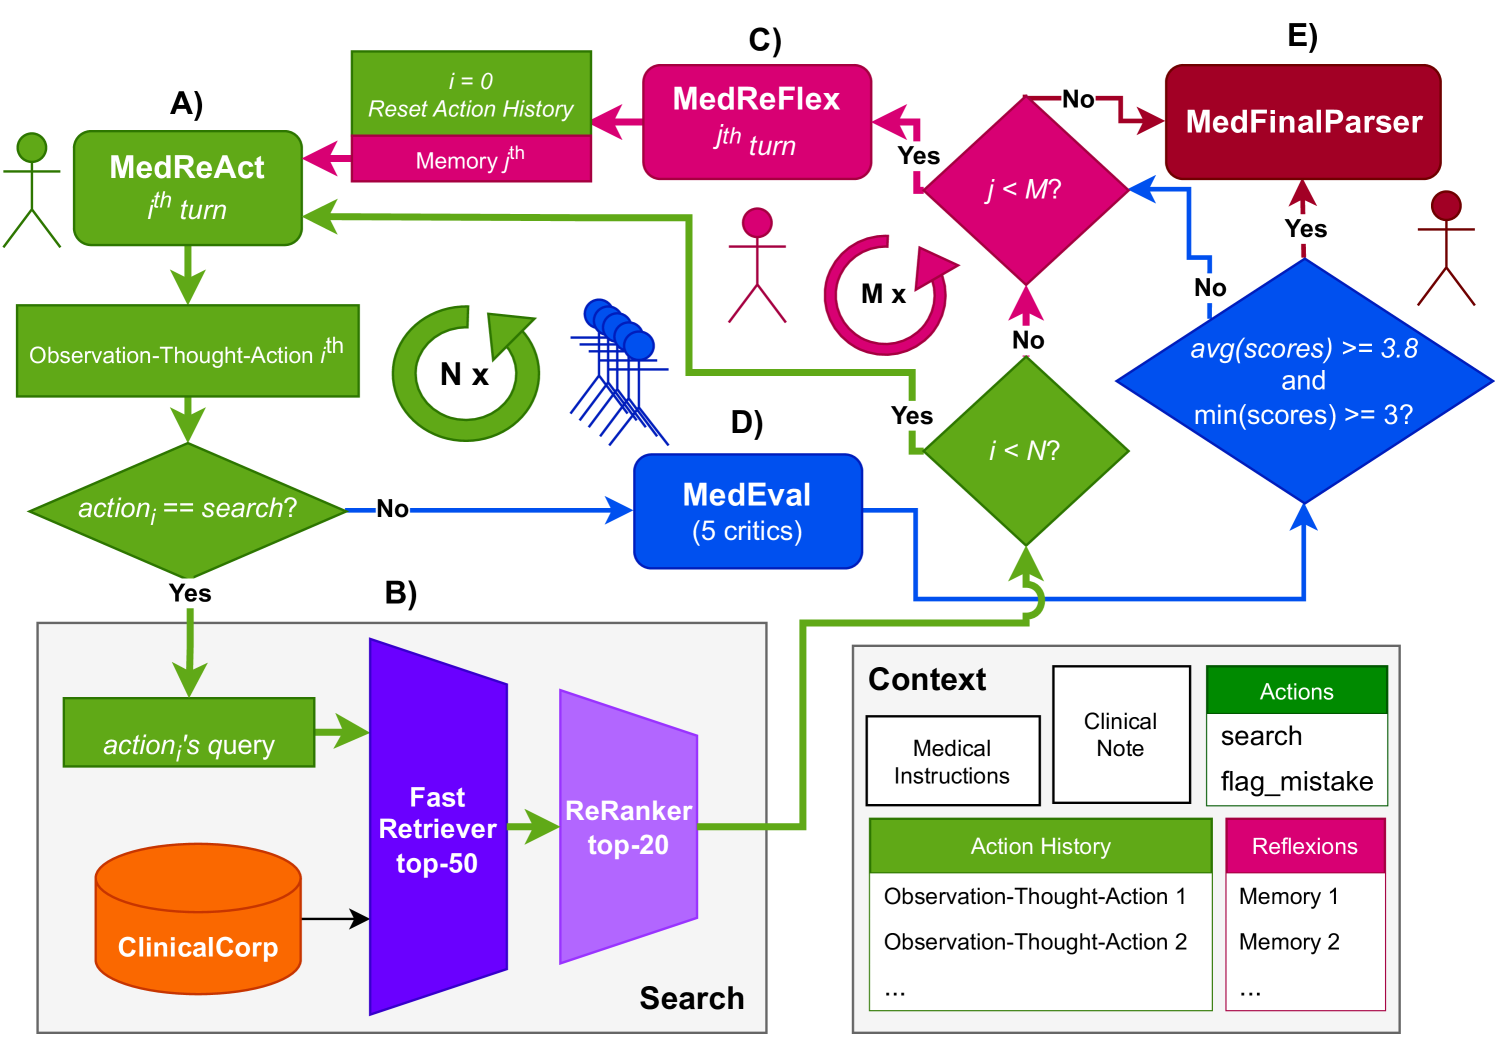 A)
MedReAct
i^th turn
Observation-Thought-Action i^th
action_i == search?
No
Yes
i = 0
Reset Action History
Memory j^th
C)
MedReFlex
j^th turn
Yes
j < M?
No
E)
MedFinalParser
Yes
No
avg(scores) >= 3.8
and
min(scores) >= 3?
N x
M x
No
Yes
i < N?
D)
MedEval
(5 critics)
B)
action_i's query
ClinicalCorp
Fast
Retriever
top-50
ReRanker
top-20
Search
Context
Medical
Instructions
Clinical
Note
Actions
search
flag_mistake
Action History
Observation-Thought-Action 1
Observation-Thought-Action 2
...
Reflexions
Memory 1
Memory 2
...